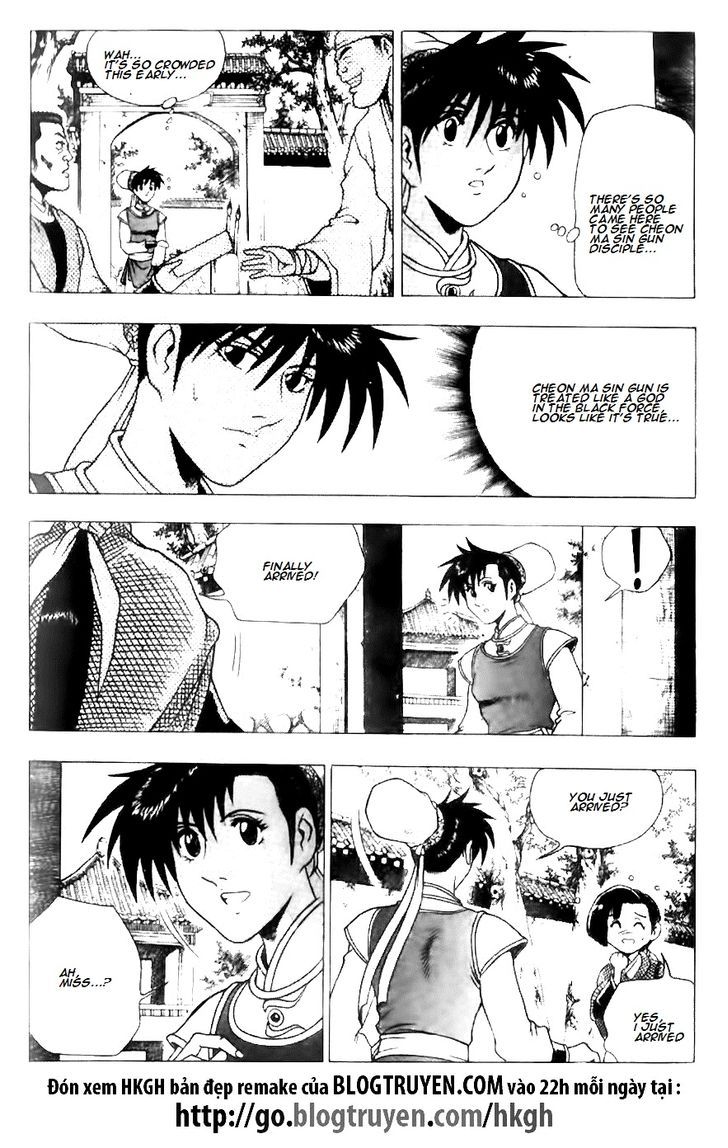 WAH...
IT'S SO CROWDED
THIS EARLY...
THERE'S SO
MANY PEOPLE
CAME HERE
TO SEE CHEON
MA SIN GUN
DISCIPLE...
CHEON MA SIN GUN IS
TREATED LIKE A GOD
IN THE BLACK FORCE.
LOOKS LIKE IT'S TRUE...
FINALLY
ARRIVED!
!
AH,
MISS...?
YOU JUST
ARRIVED?
YES,
I JUST
ARRIVED
Đón xem HKGH bản đẹp remake của BLOGTRUYEN.COM vào 22h mỗi ngày tại :
http://go.blogtruyen.com/hkgh